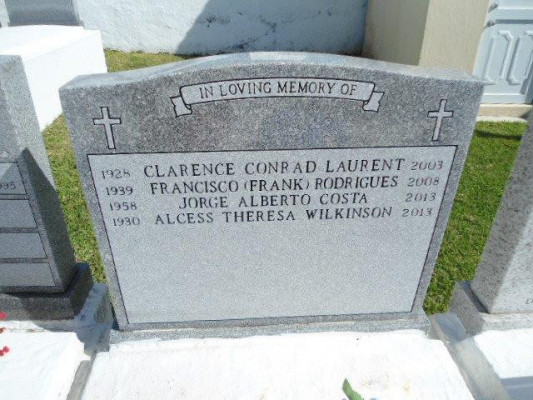 IN LOVING MEMORY OF
1928 CLARENCE CONRAD LAURENT 2003
1939 FRANCISCO (FRANK) RODRIGUES 2008
1958 JORGE ALBERTO COSTA 2013
1930 ALCESS THERESA WILKINSON 2013